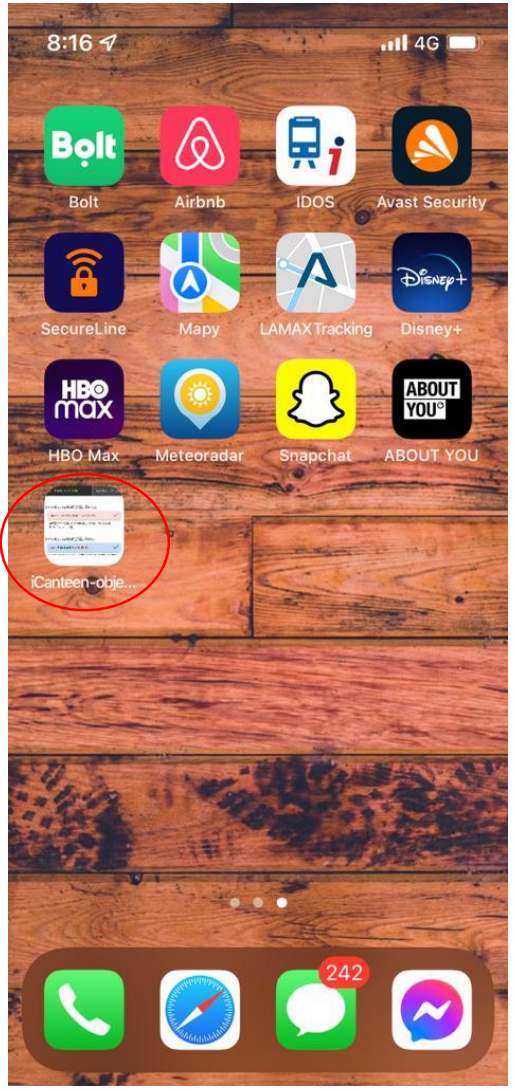 8:16
4G
Bolt
Bolt Airbnb IDOS Avast Security
Disney+
SecureLine Mapy LAMAX Tracking Disney+
HBO
max
ABOUT
YOU°
HBO Max Meteoradar Snapchat ABOUT YOU
iCanteen-obje...
242